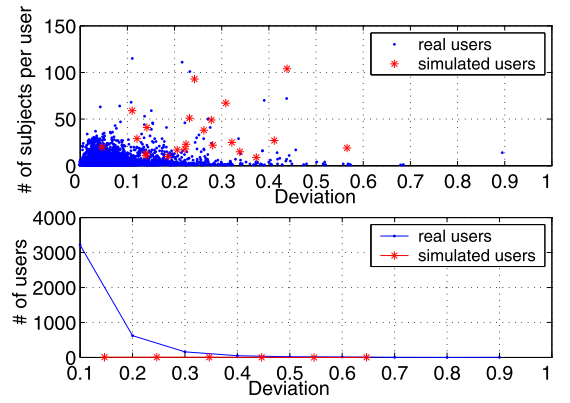 # of subjects per user
150
100
50
0
real users
simulated users
0 0.1 0.2 0.3 0.4 0.5 0.6 0.7 0.8 0.9 1
Deviation
# of users
4000
3000
2000
1000
0
real users
simulated users
0.1 0.2 0.3 0.4 0.5 0.6 0.7 0.8 0.9 1
Deviation